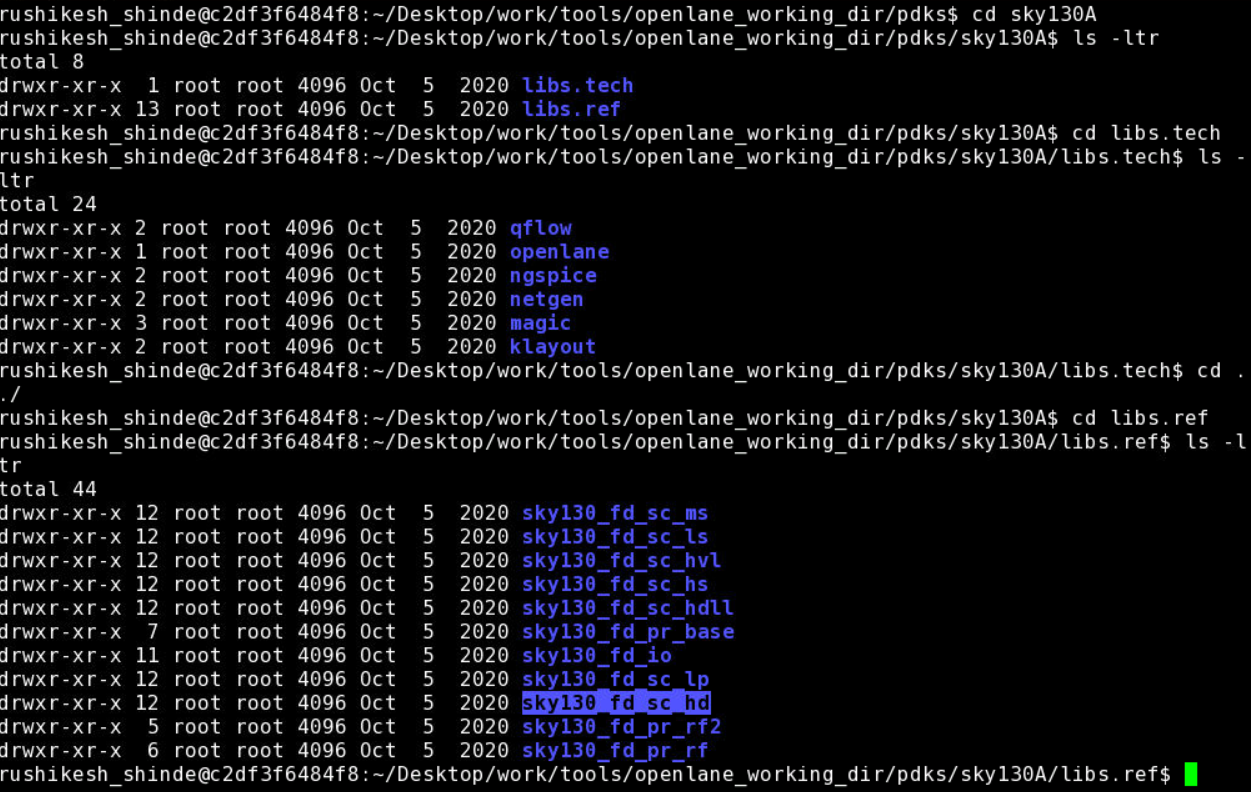 rushikesh_shinde@c2df3f6484f8:~/Desktop/work/tools/openlane_working_dir/pdks$ cd sky130A
rushikesh_shinde@c2df3f6484f8:~/Desktop/work/tools/openlane_working_dir/pdks/sky130A$ ls -ltr
total 8
drwxr-xr-x  1 root root 4096 Oct  5  2020 libs.tech
drwxr-xr-x 13 root root 4096 Oct  5  2020 libs.ref
rushikesh_shinde@c2df3f6484f8:~/Desktop/work/tools/openlane_working_dir/pdks/sky130A$ cd libs.tech
rushikesh_shinde@c2df3f6484f8:~/Desktop/work/tools/openlane_working_dir/pdks/sky130A/libs.tech$ ls -
ltr
total 24
drwxr-xr-x 2 root root 4096 Oct  5  2020 qflow
drwxr-xr-x 1 root root 4096 Oct  5  2020 openlane
drwxr-xr-x 2 root root 4096 Oct  5  2020 ngspice
drwxr-xr-x 2 root root 4096 Oct  5  2020 netgen
drwxr-xr-x 3 root root 4096 Oct  5  2020 magic
drwxr-xr-x 2 root root 4096 Oct  5  2020 klayout
rushikesh_shinde@c2df3f6484f8:~/Desktop/work/tools/openlane_working_dir/pdks/sky130A/libs.tech$ cd .
./
rushikesh_shinde@c2df3f6484f8:~/Desktop/work/tools/openlane_working_dir/pdks/sky130A$ cd libs.ref
rushikesh_shinde@c2df3f6484f8:~/Desktop/work/tools/openlane_working_dir/pdks/sky130A/libs.ref$ ls -l
tr
total 44
drwxr-xr-x 12 root root 4096 Oct  5  2020 sky130_fd_sc_ms
drwxr-xr-x 12 root root 4096 Oct  5  2020 sky130_fd_sc_ls
drwxr-xr-x 12 root root 4096 Oct  5  2020 sky130_fd_sc_hvl
drwxr-xr-x 12 root root 4096 Oct  5  2020 sky130_fd_sc_hs
drwxr-xr-x 12 root root 4096 Oct  5  2020 sky130_fd_sc_hdll
drwxr-xr-x  7 root root 4096 Oct  5  2020 sky130_fd_pr_base
drwxr-xr-x 11 root root 4096 Oct  5  2020 sky130_fd_io
drwxr-xr-x 12 root root 4096 Oct  5  2020 sky130_fd_sc_lp
drwxr-xr-x 12 root root 4096 Oct  5  2020 sky130_fd_sc_hd
drwxr-xr-x  5 root root 4096 Oct  5  2020 sky130_fd_pr_rf2
drwxr-xr-x  6 root root 4096 Oct  5  2020 sky130_fd_pr_rf
rushikesh_shinde@c2df3f6484f8:~/Desktop/work/tools/openlane_working_dir/pdks/sky130A/libs.ref$